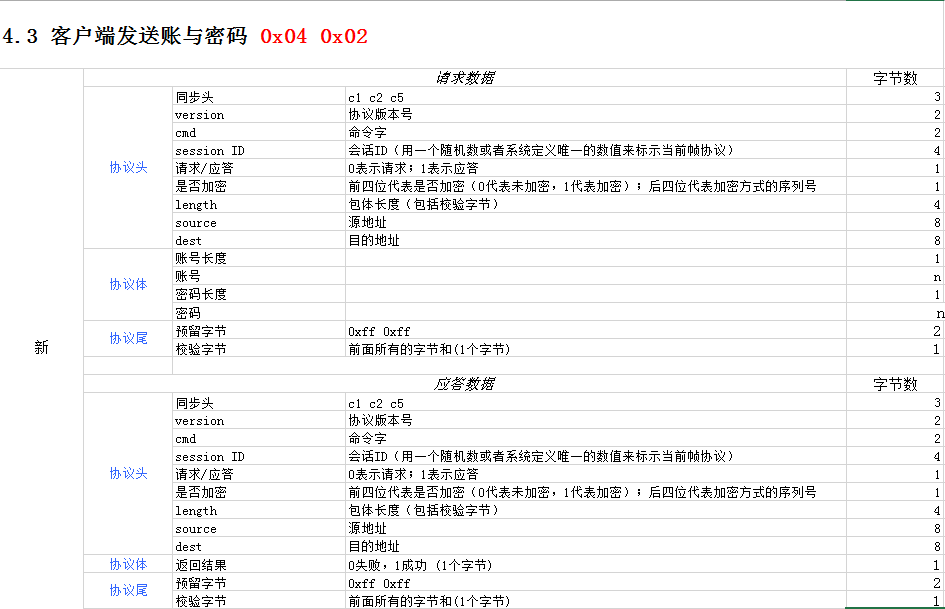 4.3 客户端发送账与密码 0x04 0x02
请求数据 字节数
同步头 c1 c2 c5 3
version 协议版本号 2
cmd 命令字 2
session ID 会话ID（用一个随机数或者系统定义唯一的数值来标示当前帧协议） 4
协议头 请求/应答 0表示请求；1表示应答 1
是否加密 前四位代表是否加密（0代表未加密，1代表加密）；后四位代表加密方式的序列号 1
length 包体长度（包括校验字节） 4
source 源地址 8
dest 目的地址 8
账号长度 1
协议体 账号 n
密码长度 1
密码 n
协议尾 预留字节 0xff 0xff 2
新 校验字节 前面所有的字节和(1个字节) 1
应答数据 字节数
同步头 c1 c2 c5 3
version 协议版本号 2
cmd 命令字 2
session ID 会话ID（用一个随机数或者系统定义唯一的数值来标示当前帧协议） 4
协议头 请求/应答 0表示请求；1表示应答 1
是否加密 前四位代表是否加密（0代表未加密，1代表加密）；后四位代表加密方式的序列号 1
length 包体长度（包括校验字节） 4
source 源地址 8
dest 目的地址 8
协议体 返回结果 0失败，1成功 (1个字节) 1
协议尾 预留字节 0xff 0xff 2
校验字节 前面所有的字节和(1个字节) 1